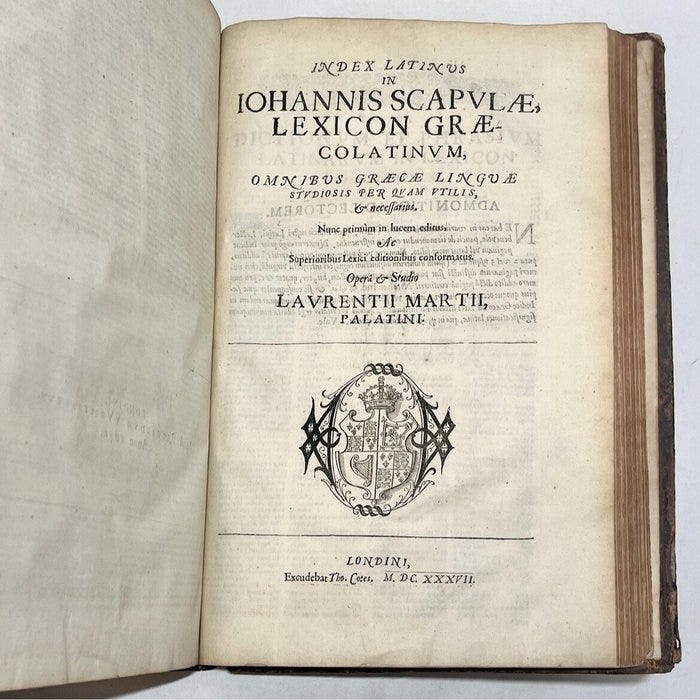 INDEX LATINVS
IN
IOHANNIS SCAPVLÆ,
LEXICON GRÆ-
COLATINVM,
OMNIBVS GRÆCÆ LINGVÆ
STVDIOSIS PER QUAM VTILIS,
& neceſſarius.
Nunc primùm in lucem editus.
Ac
Superioribus Lexici editionibus conformatus.
Operâ & Studio
LAVRENTII MARTII,
PALATINI.
LONDINI,
Excudebat Tho. Cotes. M. DC. XXXVII.